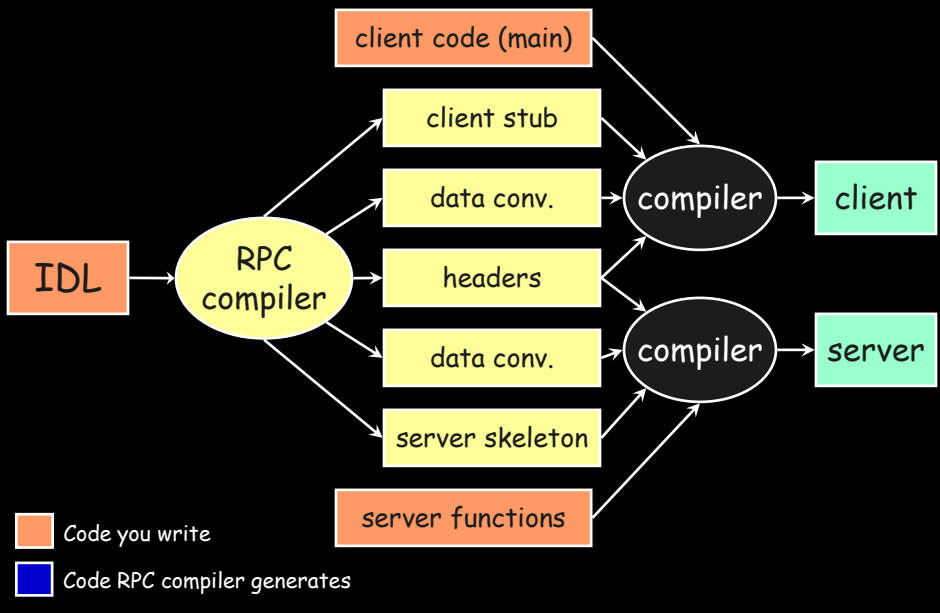 client code (main)
client stub
data conv.
compiler
client
RPC
compiler
IDL
headers
data conv.
compiler
server
server skeleton
server functions
Code you write
Code RPC compiler generates